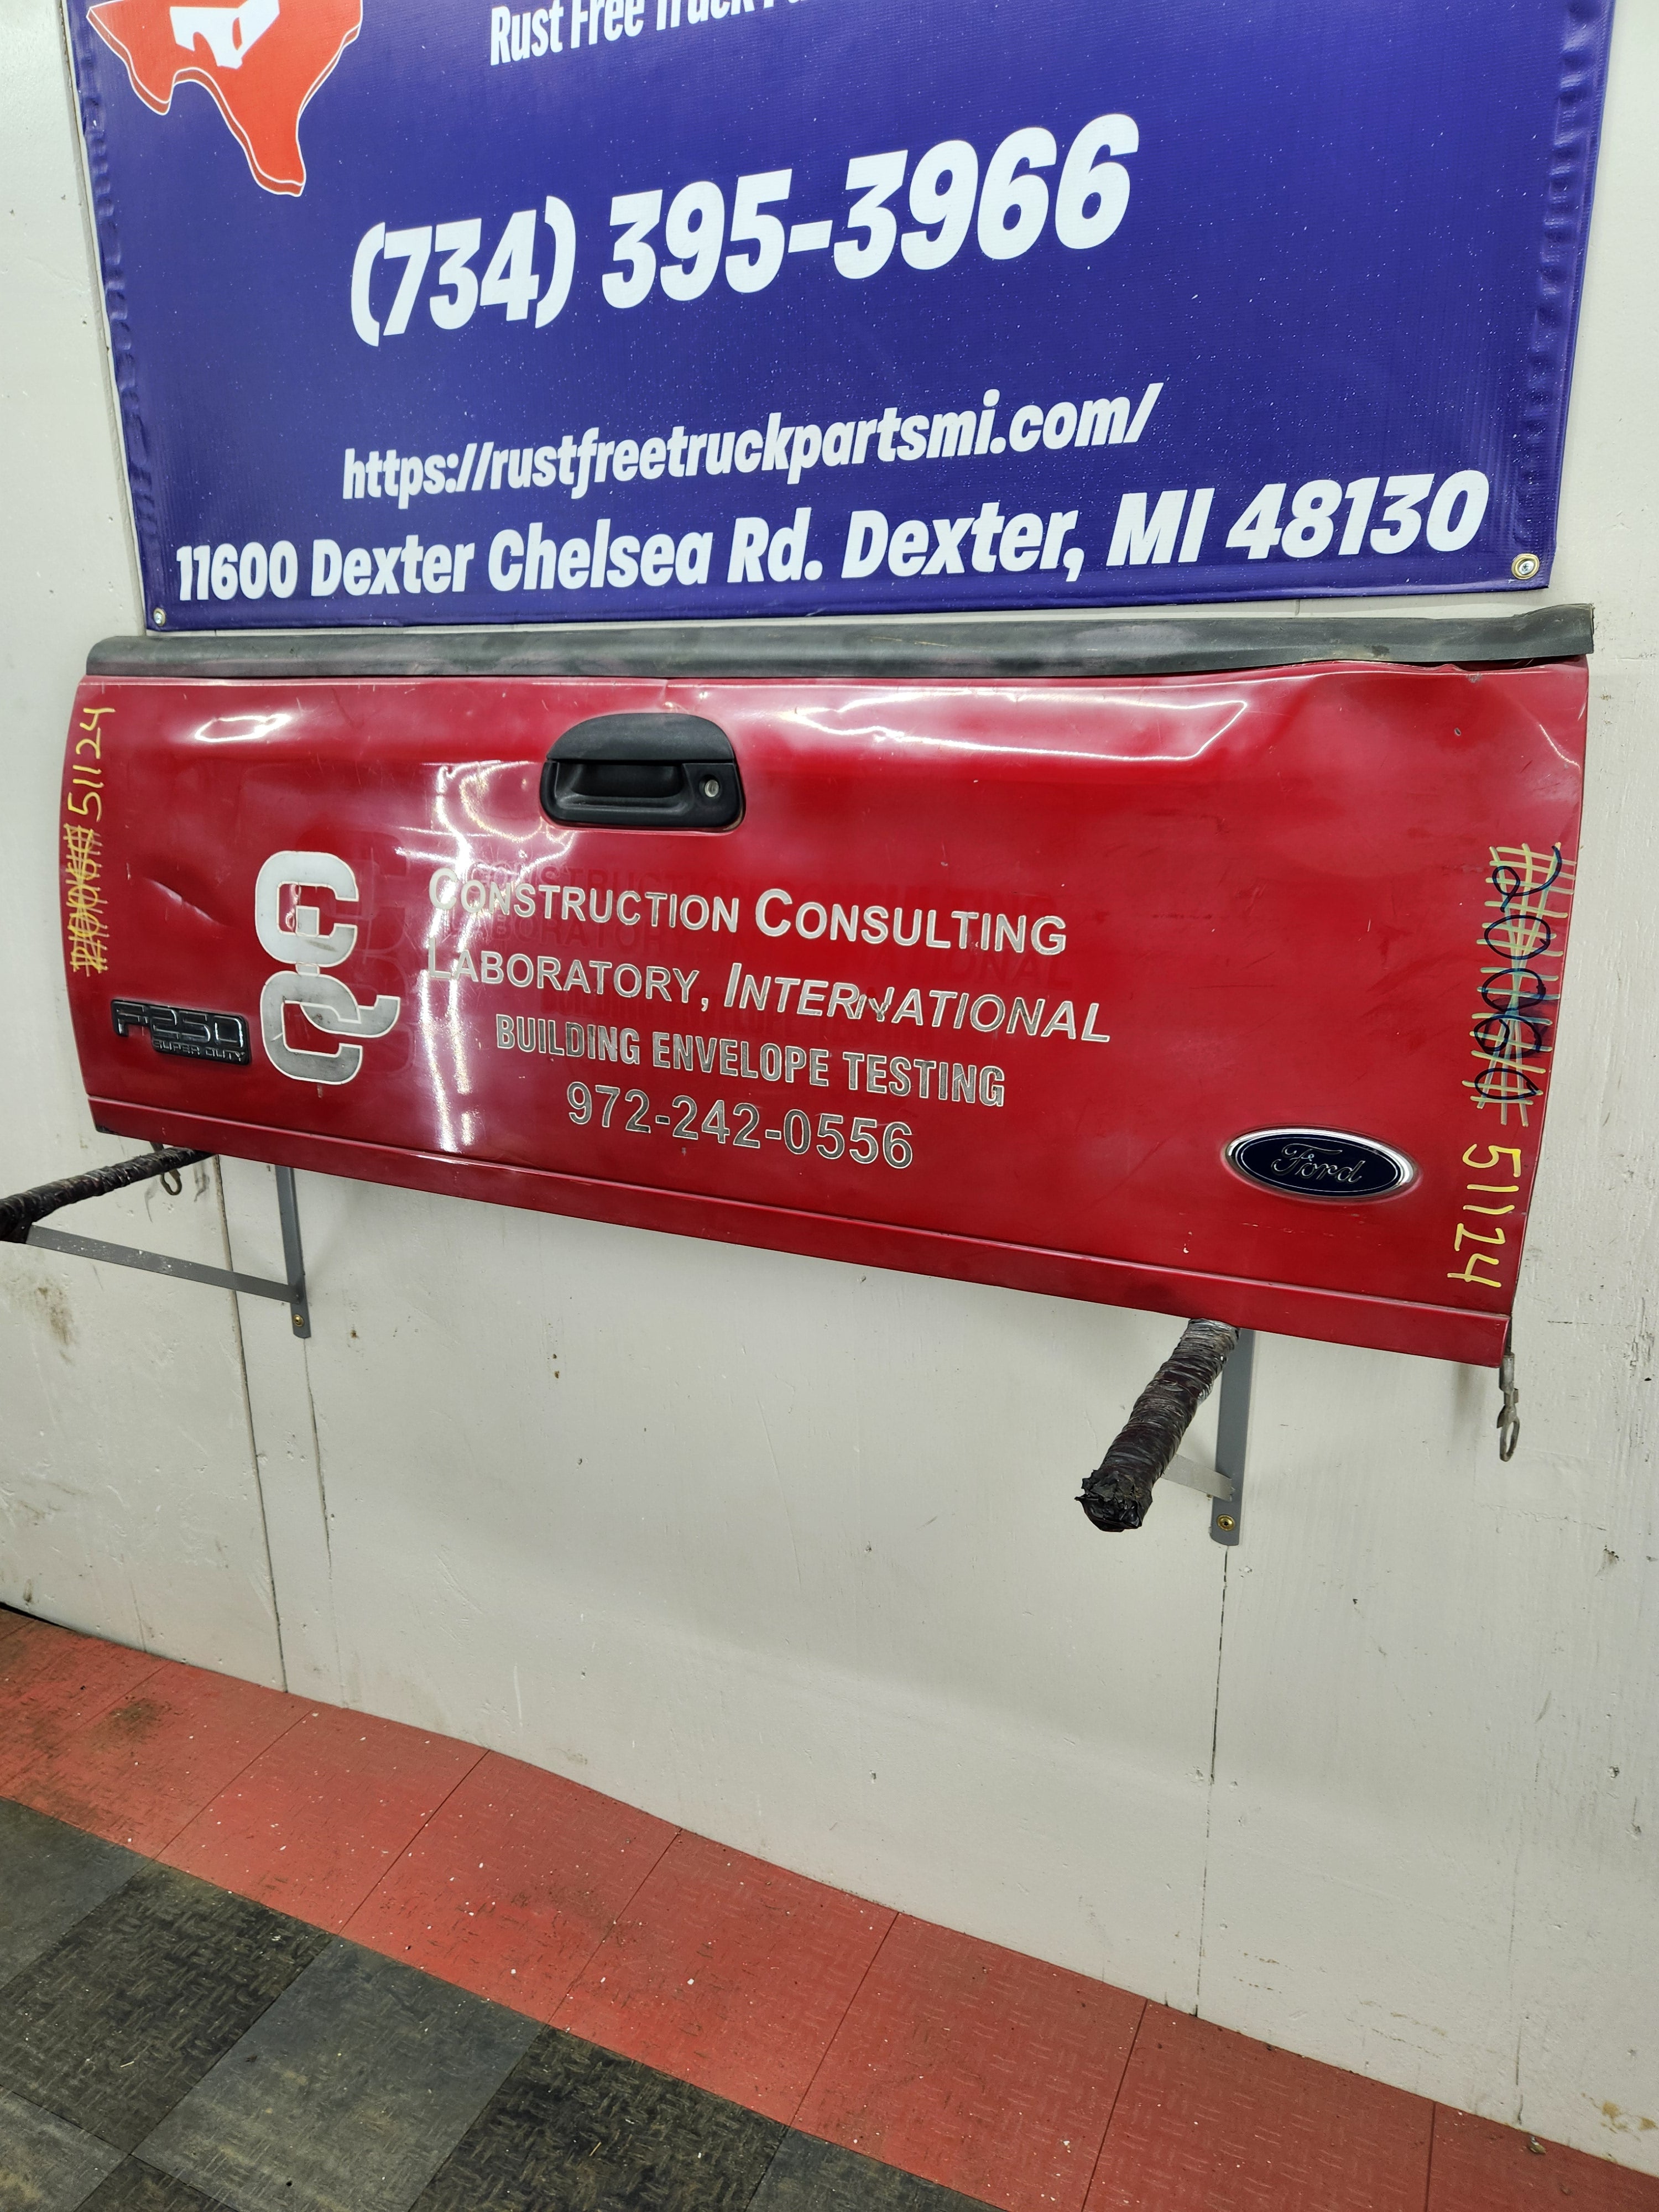 Rust Free Truck
(734) 395-3966
https://rustfreetruckpartsmi.com/
11600 Dexter Chelsea Rd. Dexter, MI 48130
51124
CONSTRUCTION CONSULTING
LABORATORY, INTERNATIONAL
BUILDING ENVELOPE TESTING
972-242-0556
F-250
SUPER DUTY
Ford
51124